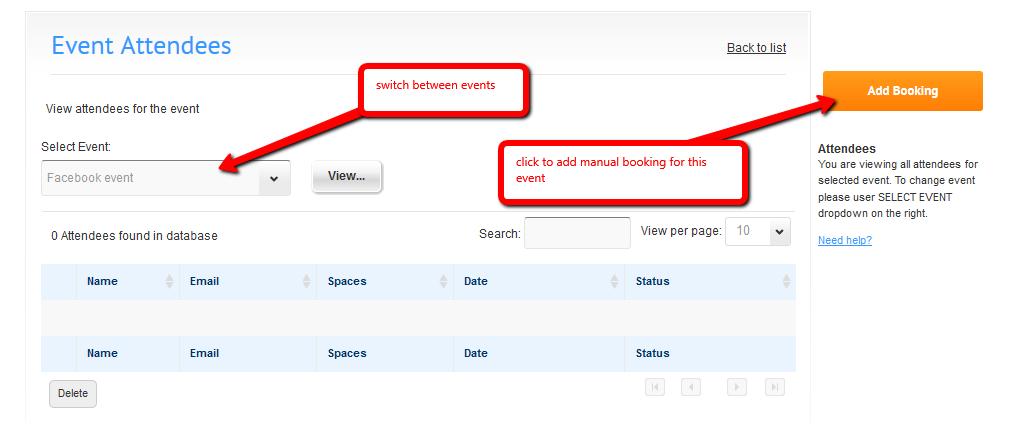 Event Attendees
Back to list
switch between events
Add Booking
View attendees for the event
click to add manual booking for this
event
Select Event:
Facebook event
View...
Attendees
You are viewing all attendees for
selected event. To change event
please user SELECT EVENT
dropdown on the right.
Need help?
0 Attendees found in database
Search:
View per page:
10
Name Email Spaces Date Status
Name Email Spaces Date Status
Delete